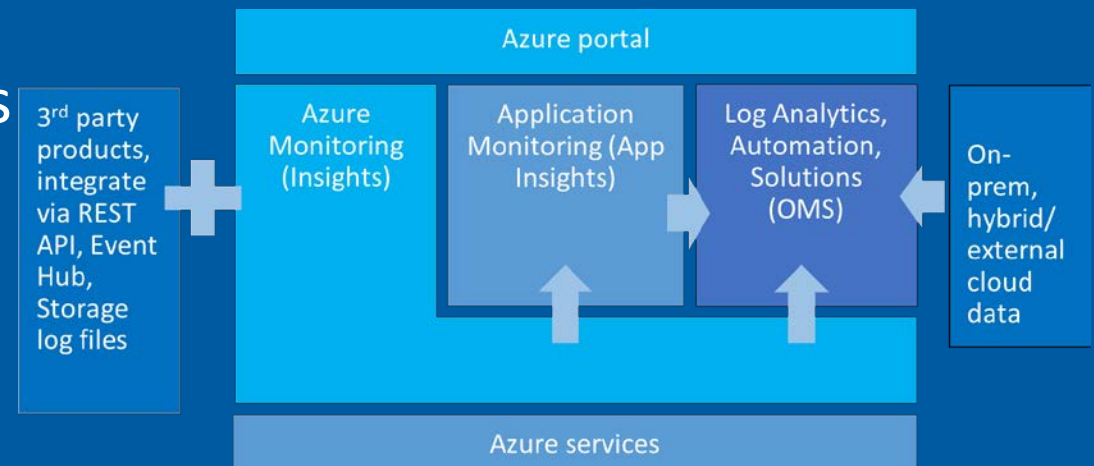 Azure portal
s
3rd party
products,
integrate
via REST
API, Event
Hub,
Storage
log files
Azure
Monitoring
(Insights)
Application
Monitoring (App
Insights)
Log Analytics,
Automation,
Solutions
(OMS)
On-
prem,
hybrid/
external
cloud
data
Azure services